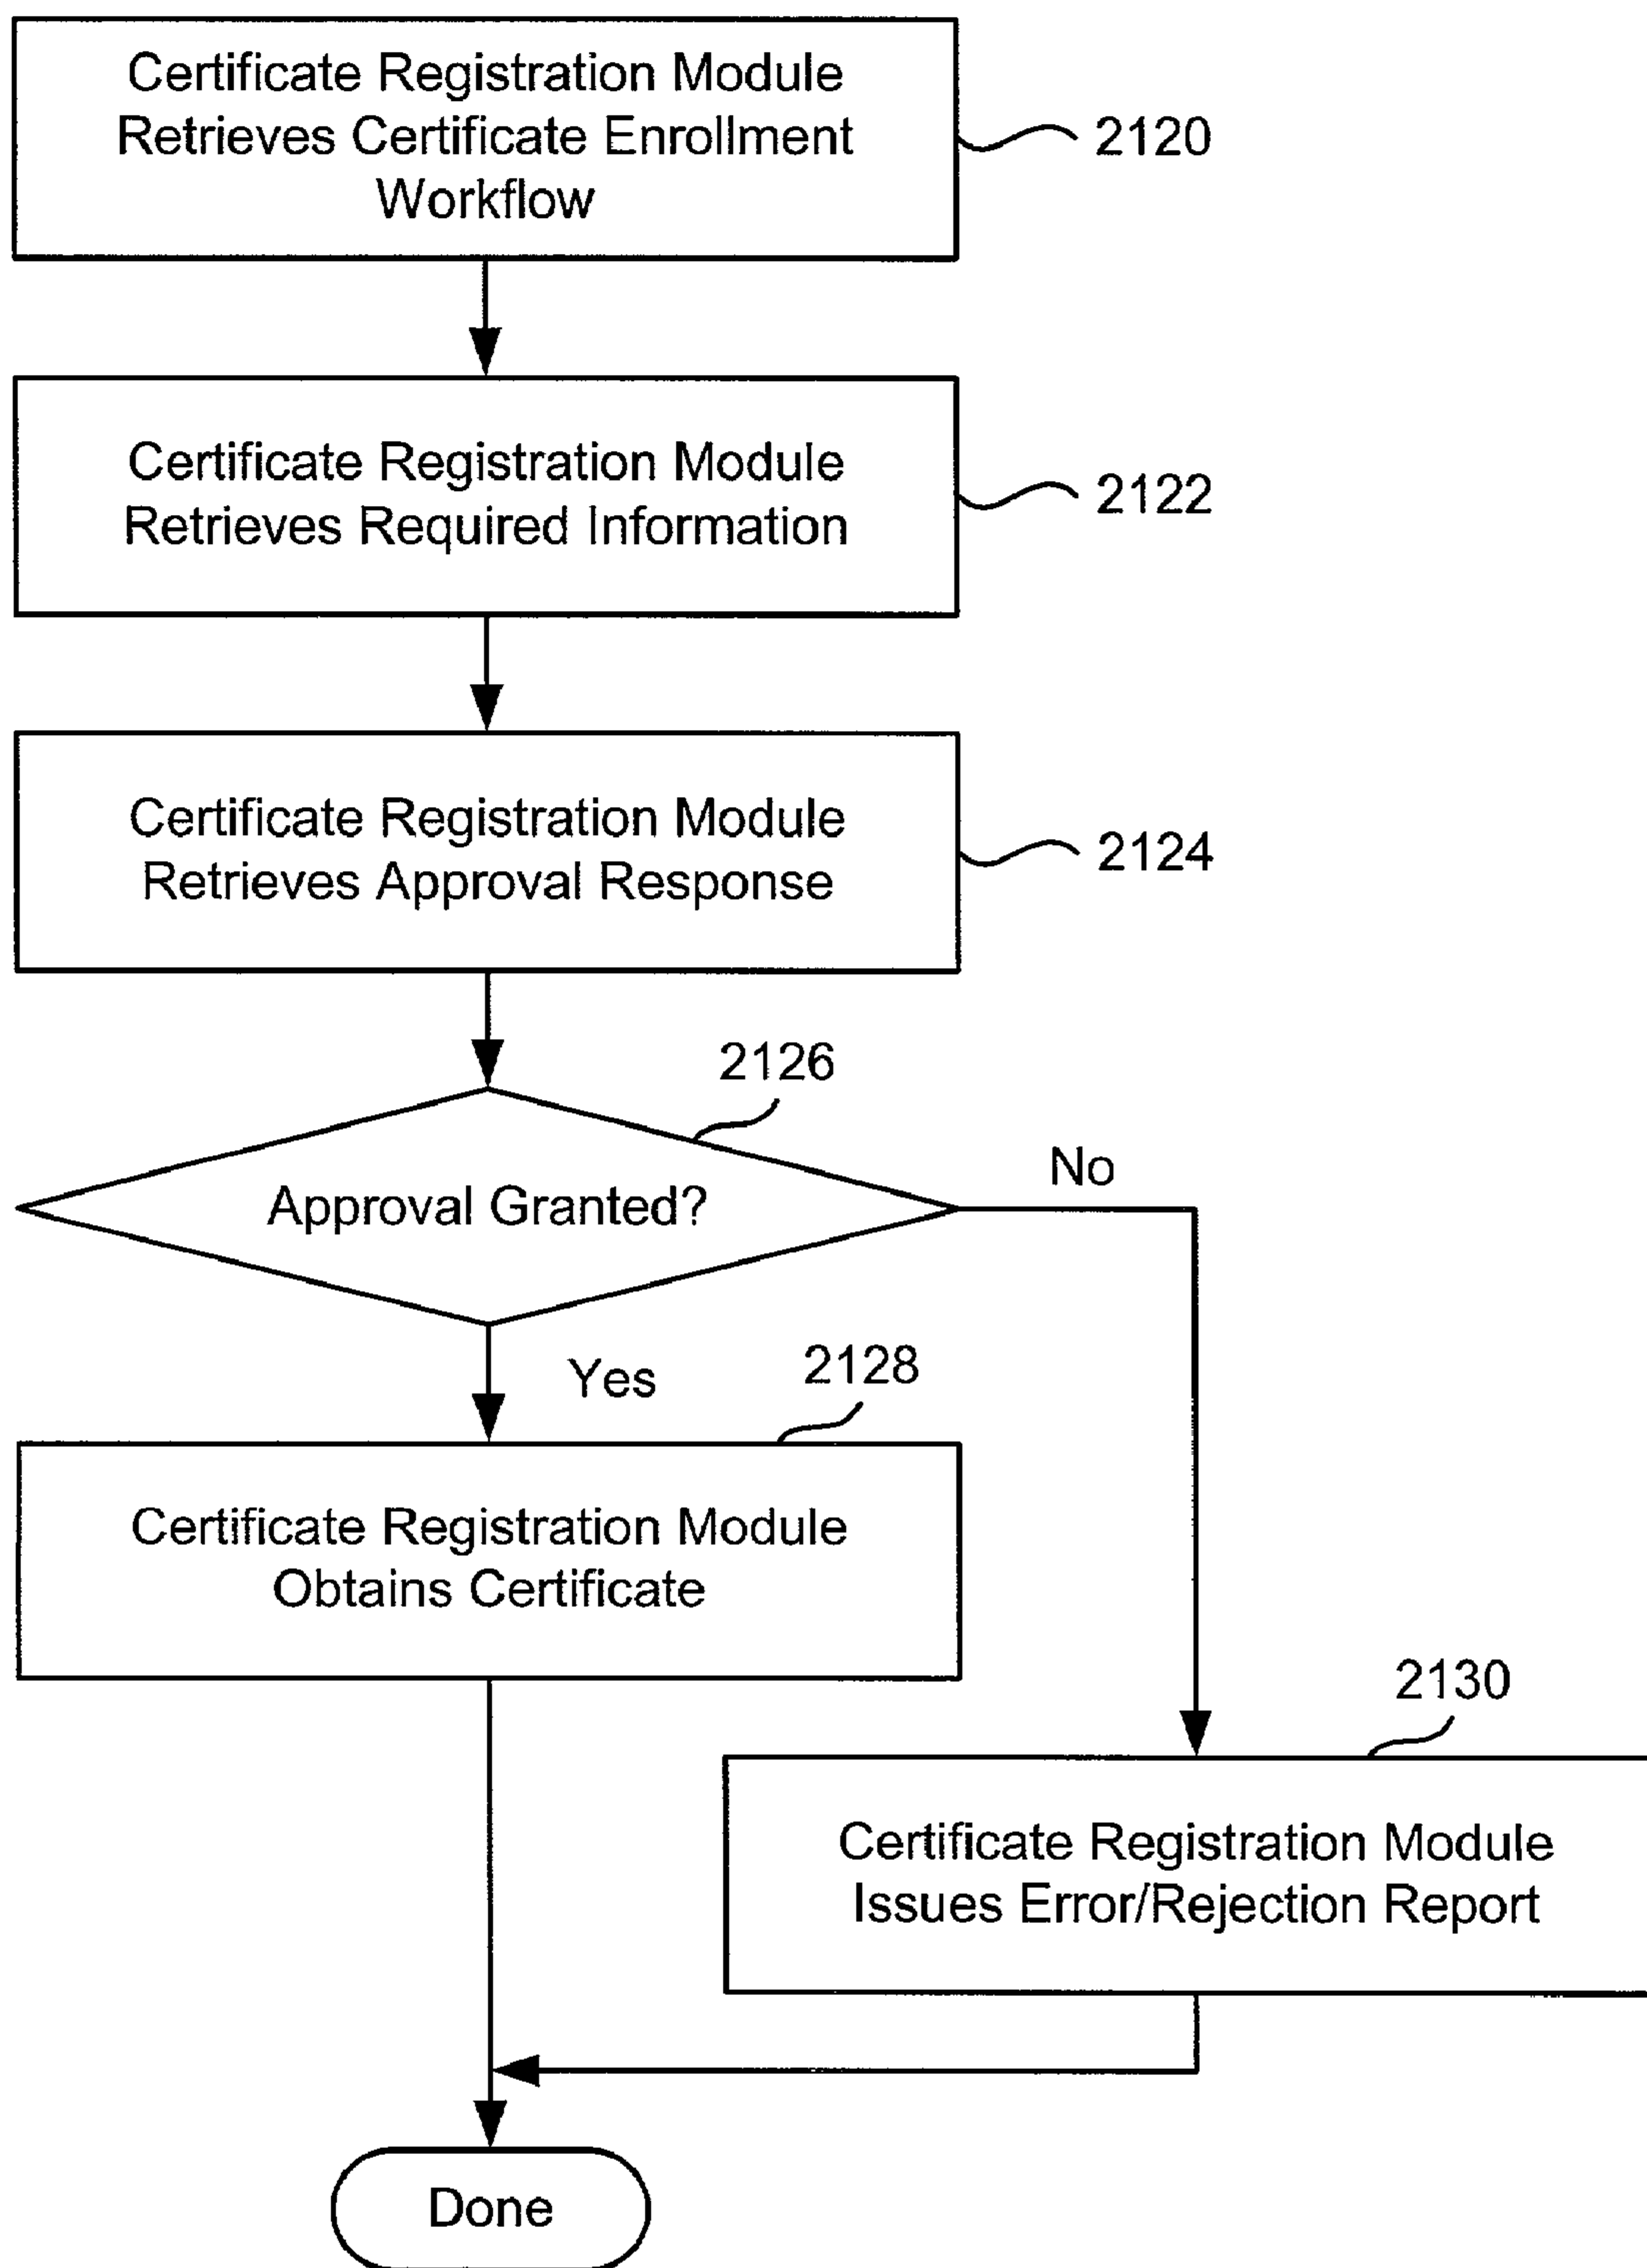 Certificate Registration Module
Retrieves Certificate Enrollment
Workflow
2120
Certificate Registration Module
Retrieves Required Information
2122
Certificate Registration Module
Retrieves Approval Response
2124
2126
Approval Granted?
No
Yes
2128
Certificate Registration Module
Obtains Certificate
2130
Certificate Registration Module
Issues Error/Rejection Report
Done